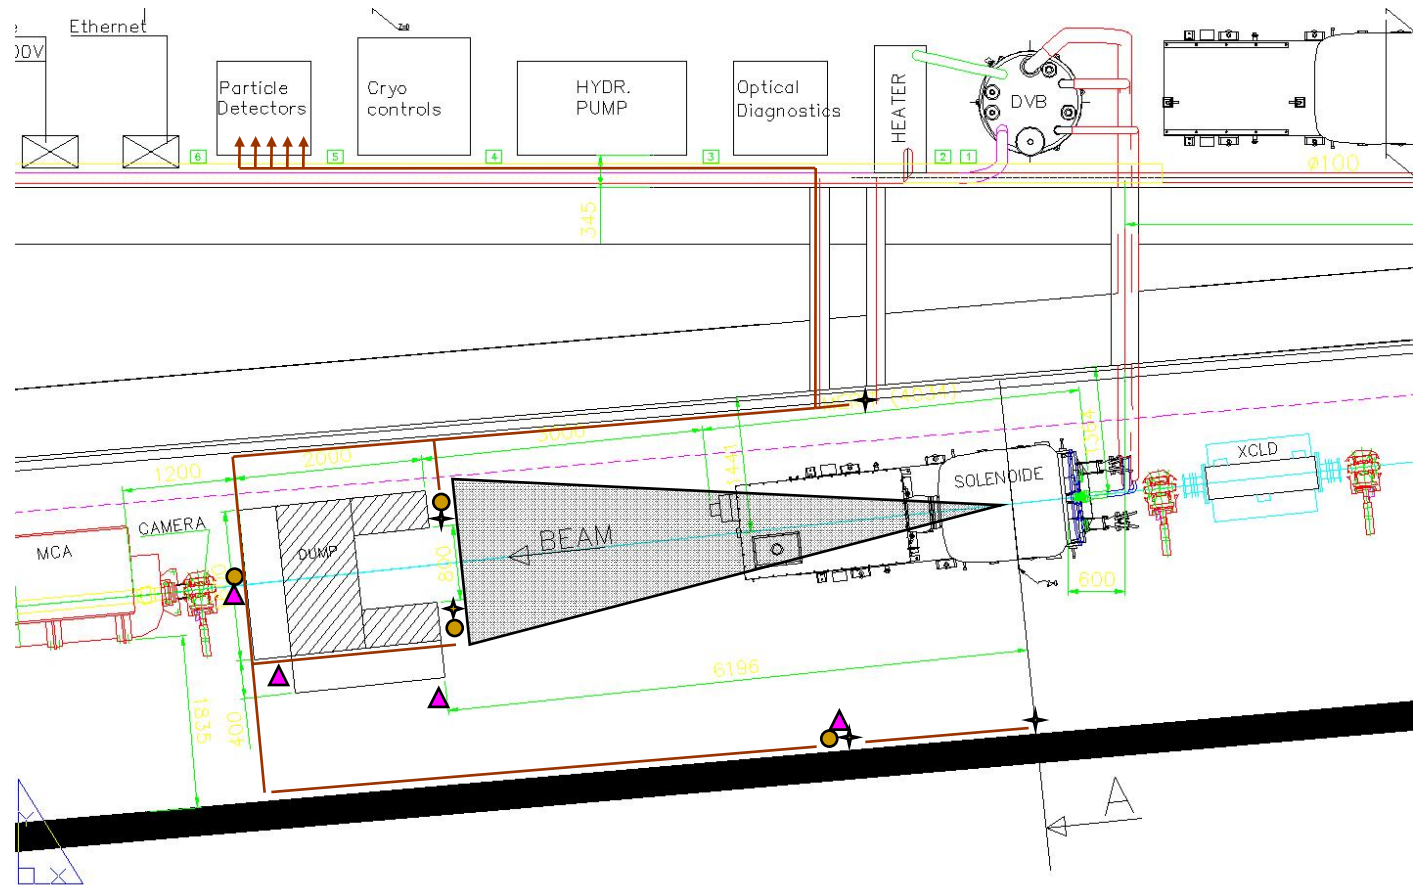 Ethernet
00V
Particle
Detectors
Cryo
controls
HYDR.
PUMP
Optical
Diagnostics
HEATER
DVB
6
5
4
3
2
1
Ø100
345
3000
2000
1200
1441
SOLENOIDE
XCLD
CAMERA
MCA
DUMP
BEAM
800
600
6196
1835
400
A
Y
X